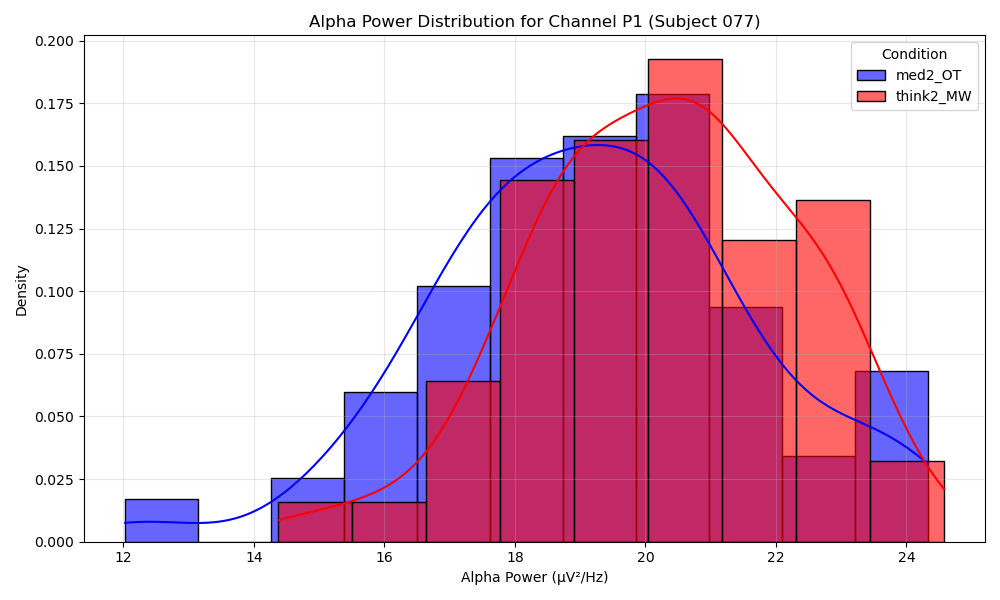 Alpha Power Distribution for Channel P1 (Subject 077)
Condition
med2_OT
think2_MW
Density
0.200
0.175
0.150
0.125
0.100
0.075
0.050
0.025
0.000
12 14 16 18 20 22 24
Alpha Power (μV²/Hz)